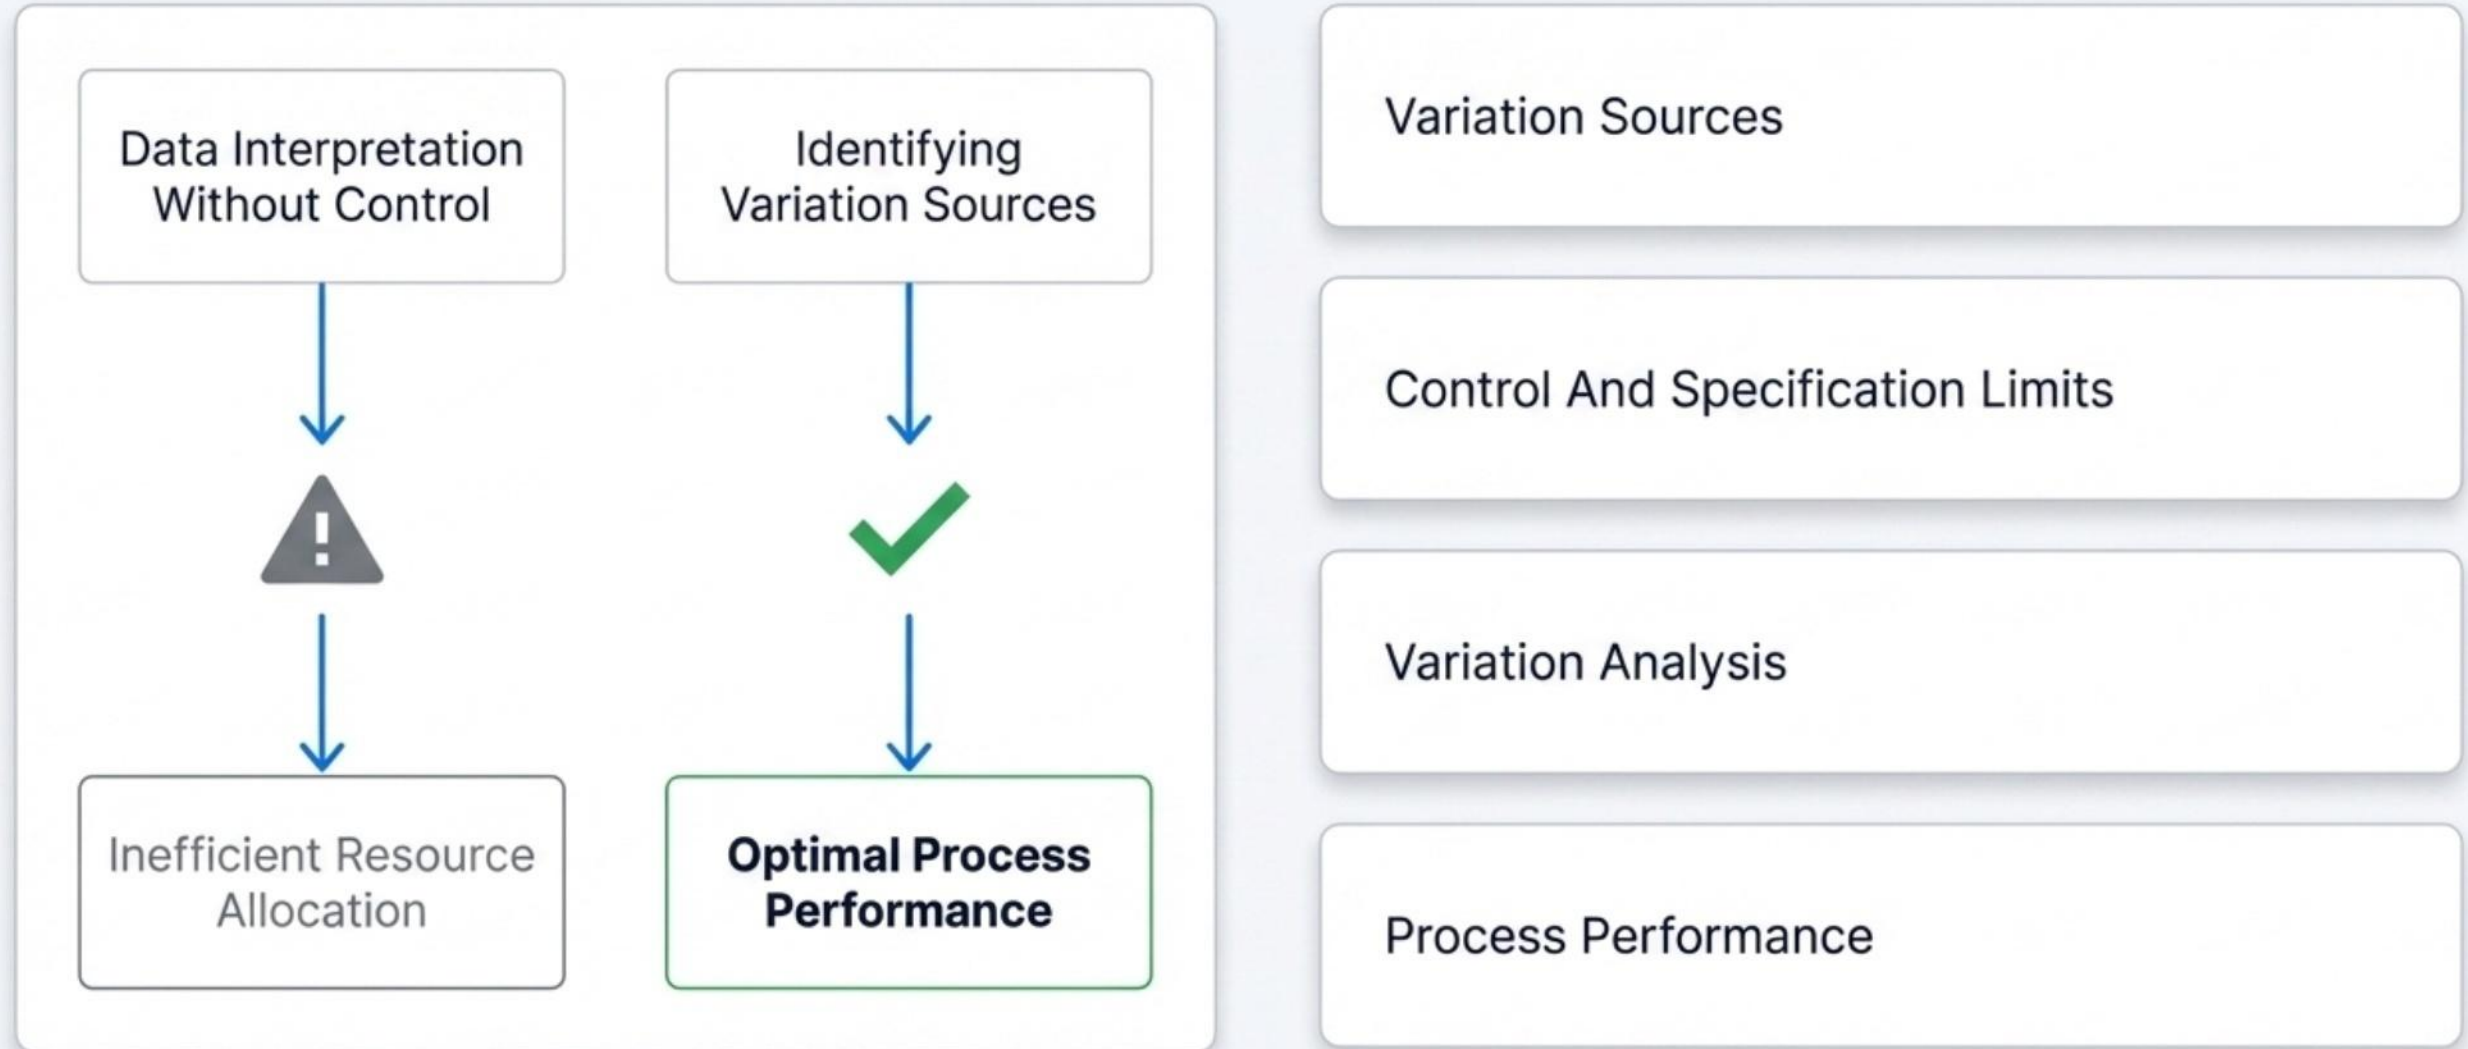 Data Interpretation
Without Control
Identifying
Variation Sources
Inefficient Resource
Allocation
Optimal Process
Performance
Variation Sources
Control And Specification Limits
Variation Analysis
Process Performance